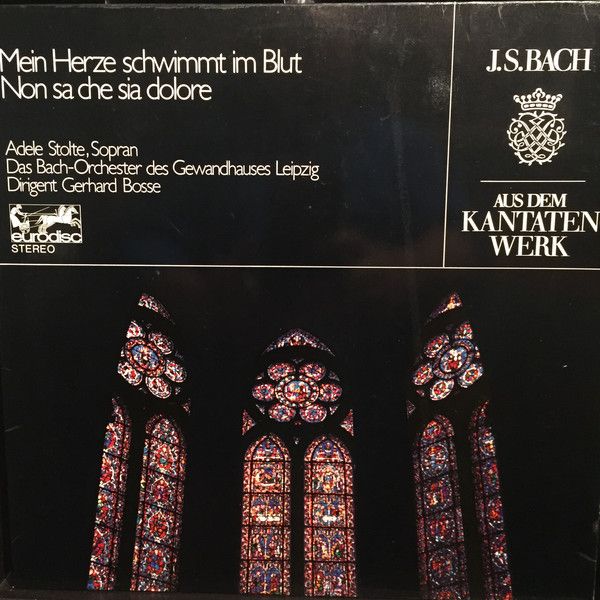 Mein Herze schwimmt im Blut
Non sa che sia dolore
Adele Stolte, Sopran
Das Bach-Orchester des Gewandhauses Leipzig
Dirigent Gerhard Bosse
eurodisc
STEREO
J.S.BACH
AUS DEM
KANTATEN
WERK